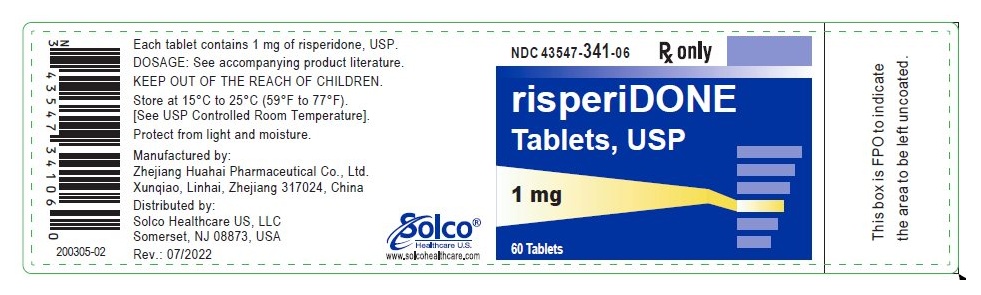 N
3 43547 34106 0
200305-02
Each tablet contains 1 mg of risperidone, USP.
DOSAGE: See accompanying product literature.
KEEP OUT OF THE REACH OF CHILDREN.
Store at 15°C to 25°C (59°F to 77°F).
[See USP Controlled Room Temperature].
Protect from light and moisture.
Manufactured by:
Zhejiang Huahai Pharmaceutical Co., Ltd.
Xunqiao, Linhai, Zhejiang 317024, China
Distributed by:
Solco Healthcare US, LLC
Somerset, NJ 08873, USA
Rev.: 07/2022
Solco®
Healthcare U.S.
www.solcohealthcare.com
NDC 43547-341-06
Rx only
risperiDONE
Tablets, USP
1 mg
60 Tablets
This box is FPO to indicate
the area to be left uncoated.